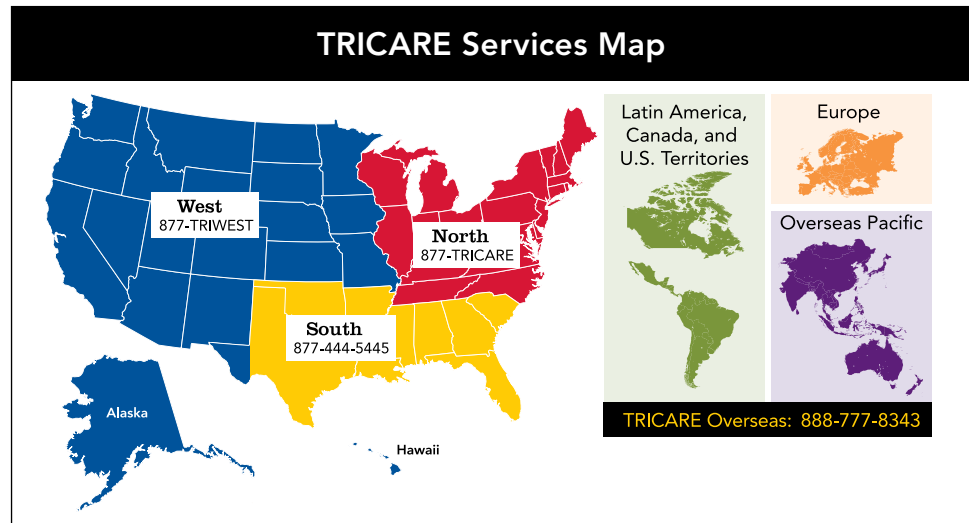 TRICARE Services Map
West
877-TRIWEST
North
877-TRICARE
South
877-444-5445
Alaska
Hawaii
Latin America,
Canada, and
U.S. Territories
Europe
Overseas Pacific
TRICARE Overseas: 888-777-8343